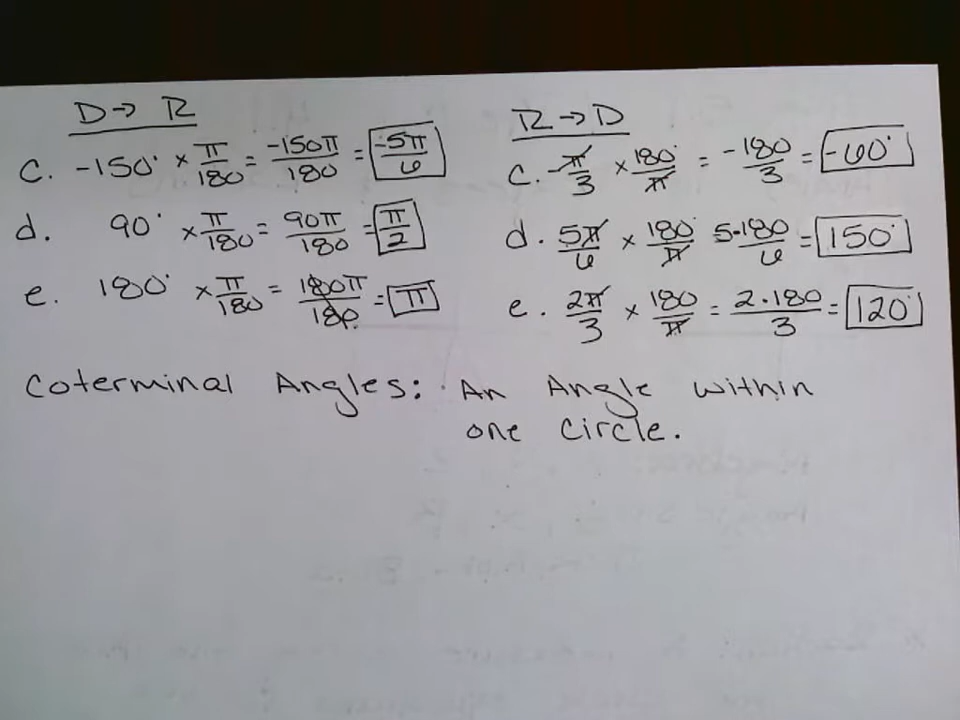 D → R
c. -150° × π/180 = -150π/180 = -5π/6
d. 90° × π/180 = 90π/180 = π/2
e. 180° × π/180 = 180π/180 = π
R → D
c. -π/3 × 180°/π = -180/3 = -60°
d. 5π/6 × 180°/π 5·180/6 = 150°
e. 2π/3 × 180/π = 2·180/3 = 120°
Coterminal Angles: An Angle within
one circle.